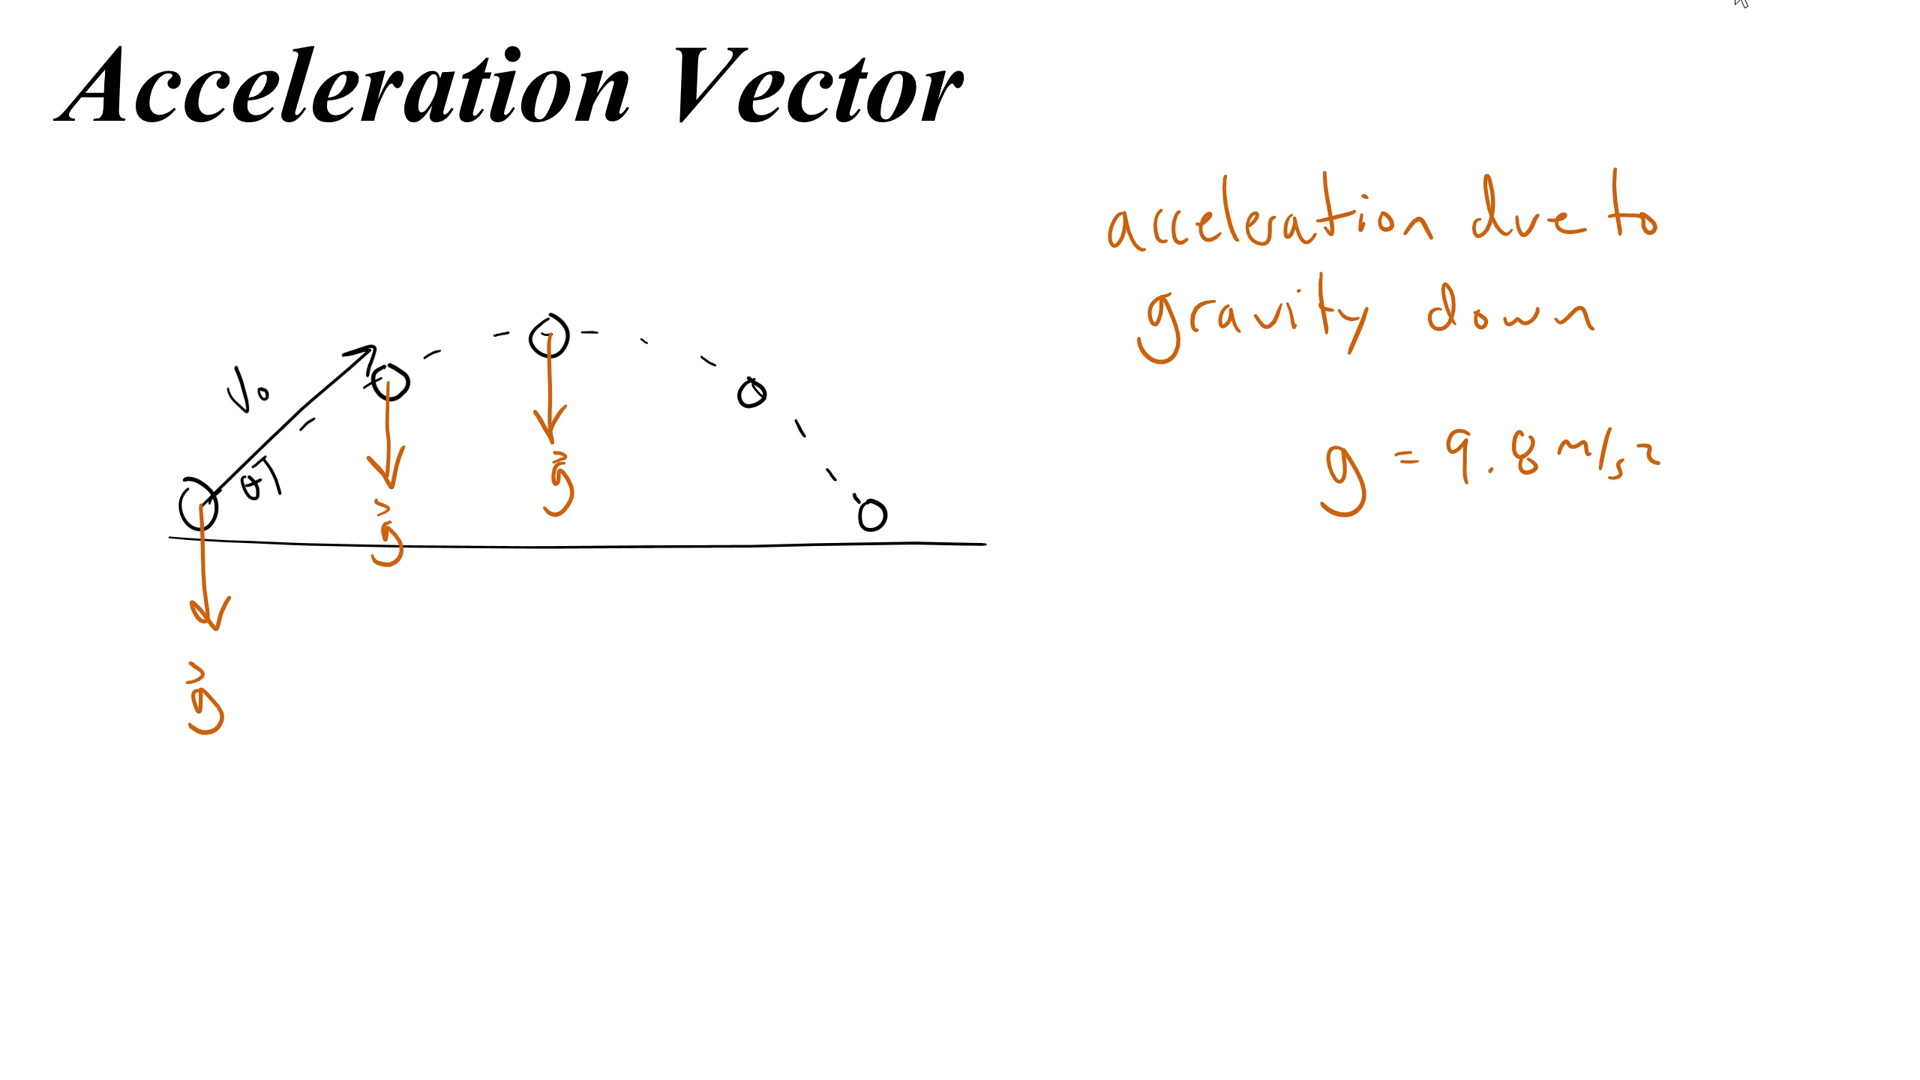 Acceleration Vector
acceleration due to
gravity down
g = 9.8 m/s2
V₀
θ
g⃗
g⃗
g⃗